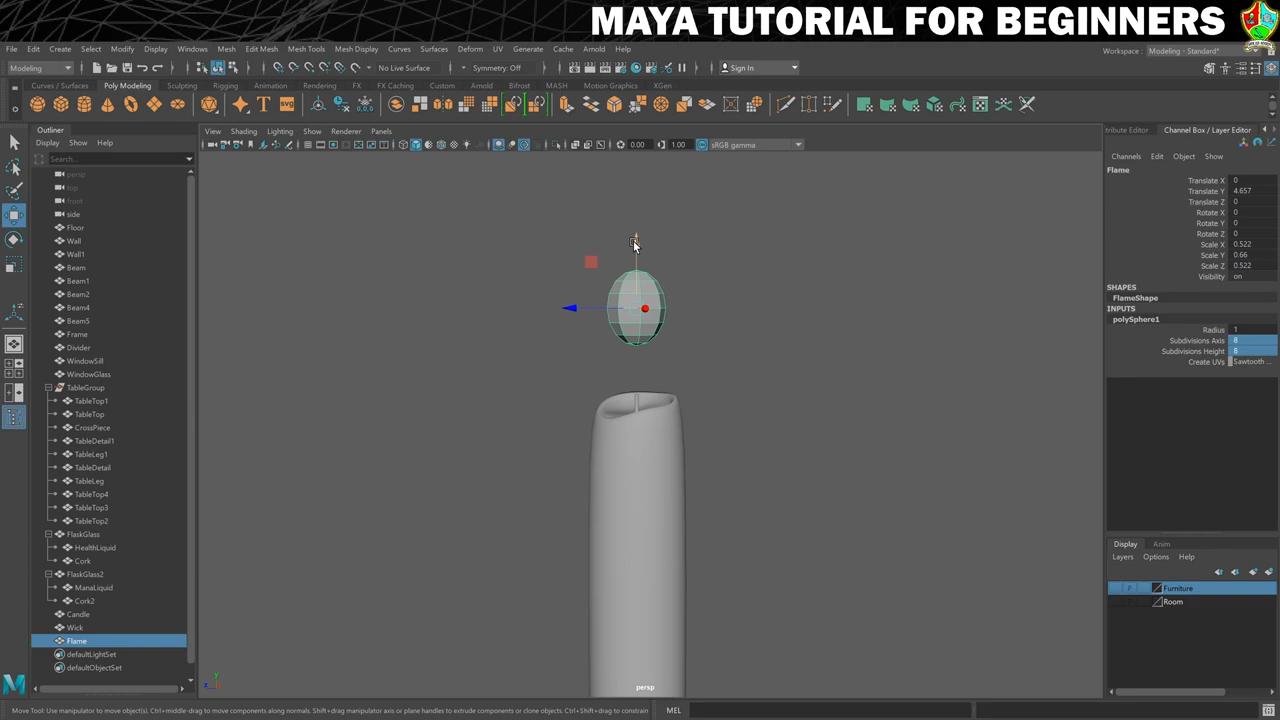 MAYA TUTORIAL FOR BEGINNERS
File Edit Create Select Modify Display Windows Mesh Edit Mesh Mesh Tools Mesh Display Curves Surfaces Deform UV Generate Cache Arnold Help
Workspace : Modeling - Standard*
Modeling
No Live Surface
Symmetry: Off
Sign In
Curves / Surfaces Poly Modeling Sculpting Rigging Animation Rendering FX FX Caching Custom Arnold Bifrost MASH Motion Graphics XGen
Outliner
Display Show Help
Search...
persp
top
front
side
Floor
Wall
Wall1
Beam
Beam1
Beam2
Beam4
Beam5
Frame
Divider
WindowSill
WindowGlass
TableGroup
TableTop1
TableTop
CrossPiece
TableDetail1
TableLeg1
TableDetail
TableLeg
TableTop4
TableTop3
TableTop2
FlaskGlass
HealthLiquid
Cork
FlaskGlass2
ManaLiquid
Cork2
Candle
Wick
Flame
defaultLightSet
defaultObjectSet
View Shading Lighting Show Renderer Panels
0.00 1.00 sRGB gamma
persp
tribute Editor Channel Box / Layer Editor
Channels Edit Object Show
Flame
Translate X 0
Translate Y 4.657
Translate Z 0
Rotate X 0
Rotate Y 0
Rotate Z 0
Scale X 0.522
Scale Y 0.66
Scale Z 0.522
Visibility on
SHAPES
FlameShape
INPUTS
polySphere1
Radius 1
Subdivisions Axis 8
Subdivisions Height 8
Create UVs Sawtooth ...
Display Anim
Layers Options Help
P Furniture
P Room
Move Tool: Use manipulator to move object(s). Ctrl+middle-drag to move components along normals. Shift+drag manipulator axis or plane handles to extrude components or clone objects. Ctrl+Shift+drag to constrain
MEL